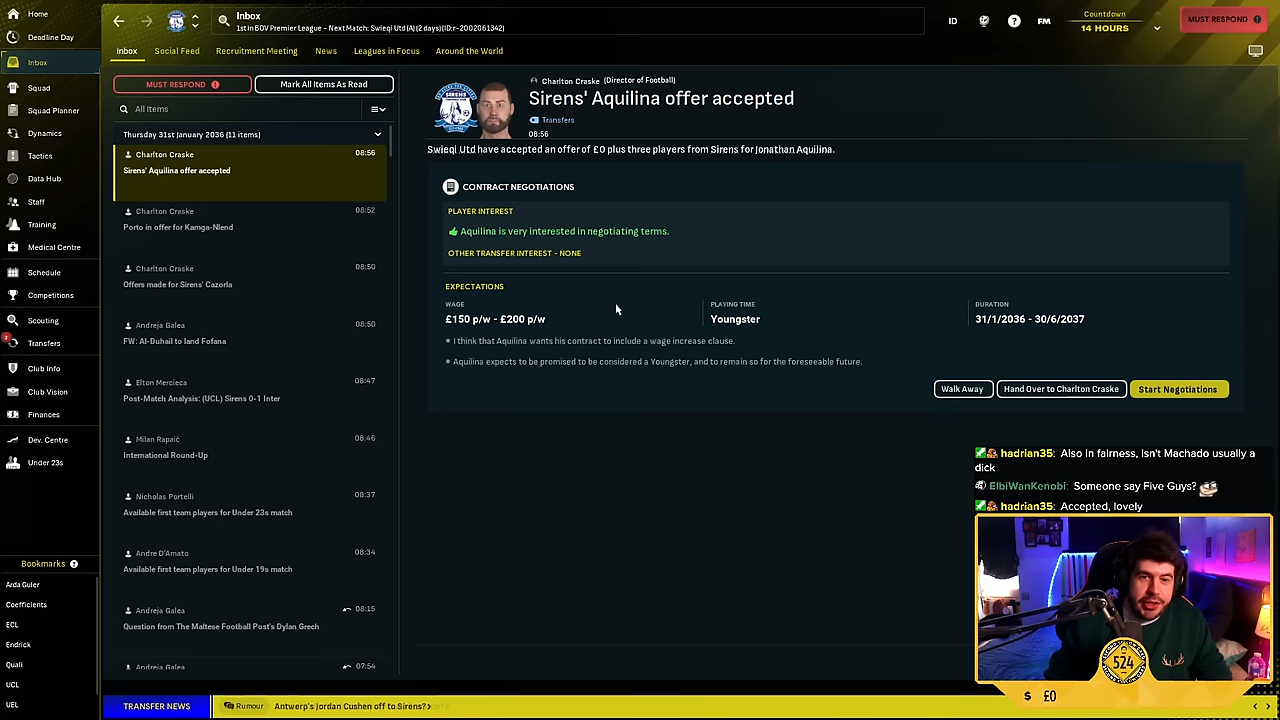 Home
Deadline Day
Inbox
Squad
Squad Planner
Dynamics
Tactics
Data Hub
Staff
Training
Medical Centre
Schedule
Competitions
Scouting
2
Transfers
Club Info
Club Vision
Finances
Dev. Centre
Under 23s
Bookmarks ?
Arda Guler
Coefficients
ECL
Endrick
Quali
UCL
UEL
Inbox
1st in BOV Premier League - Next Match: Swieqi Utd (A) (2 days) (ID:r-2002061342)
ID
?
FM
Countdown
14 HOURS
MUST RESPOND !
Inbox
Social Feed
Recruitment Meeting
News
Leagues in Focus
Around the World
MUST RESPOND !
Mark All Items As Read
All Items
Thursday 31st January 2036 (11 items)
Charlton Craske 08:56
Sirens' Aquilina offer accepted
Charlton Craske 08:52
Porto in offer for Kamga-Nlend
Charlton Craske 08:50
Offers made for Sirens' Cazorla
Andreja Galea 08:50
FW: Al-Duhail to land Fofana
Elton Mercieca 08:47
Post-Match Analysis: (UCL) Sirens 0-1 Inter
Milan Rapaić 08:46
International Round-Up
Nicholas Portelli 08:37
Available first team players for Under 23s match
Andre D'Amato 08:34
Available first team players for Under 19s match
Andreja Galea 08:15
Question from The Maltese Football Post's Dylan Grech
Andreja Galea 07:54
SIRENS
Charlton Craske (Director of Football)
Sirens' Aquilina offer accepted
Transfers
08:56
Swieqi Utd have accepted an offer of £0 plus three players from Sirens for Jonathan Aquilina.
CONTRACT NEGOTIATIONS
PLAYER INTEREST
Aquilina is very interested in negotiating terms.
OTHER TRANSFER INTEREST - NONE
EXPECTATIONS
WAGE
£150 p/w - £200 p/w
PLAYING TIME
Youngster
DURATION
31/1/2036 - 30/6/2037
I think that Aquilina wants his contract to include a wage increase clause.
Aquilina expects to be promised to be considered a Youngster, and to remain so for the foreseeable future.
Walk Away
Hand Over to Charlton Craske
Start Negotiations
hadrian35: Also in fairness, isn't Machado usually a
dick
ElbiWanKenobi: Someone say Five Guys?
hadrian35: Accepted, lovely
524
$ £0
TRANSFER NEWS
Rumour
Antwerp's Jordan Cushen off to Sirens?